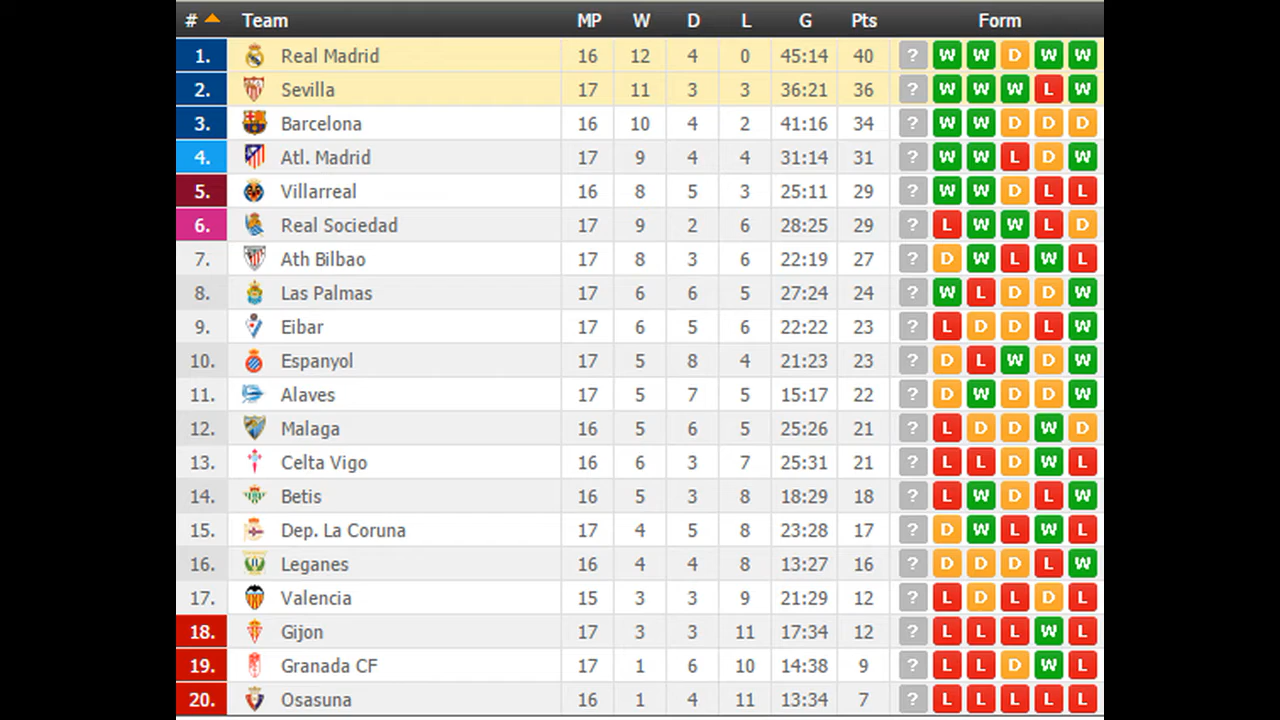 # Team MP W D L G Pts Form
1. Real Madrid 16 12 4 0 45:14 40 ? W W D W W
2. Sevilla 17 11 3 3 36:21 36 ? W W W L W
3. Barcelona 16 10 4 2 41:16 34 ? W W D D D
4. Atl. Madrid 17 9 4 4 31:14 31 ? W W L D W
5. Villarreal 16 8 5 3 25:11 29 ? W W D L L
6. Real Sociedad 17 9 2 6 28:25 29 ? L W W L D
7. Ath Bilbao 17 8 3 6 22:19 27 ? D W L W L
8. Las Palmas 17 6 6 5 27:24 24 ? W L D D W
9. Eibar 17 6 5 6 22:22 23 ? L D D L W
10. Espanyol 17 5 8 4 21:23 23 ? D L W D W
11. Alaves 17 5 7 5 15:17 22 ? D W D D W
12. Malaga 16 5 6 5 25:26 21 ? L D D W D
13. Celta Vigo 16 6 3 7 25:31 21 ? L L D W L
14. Betis 16 5 3 8 18:29 18 ? L W D L W
15. Dep. La Coruna 17 4 5 8 23:28 17 ? D W L W L
16. Leganes 16 4 4 8 13:27 16 ? D D D L W
17. Valencia 15 3 3 9 21:29 12 ? L D L D L
18. Gijon 17 3 3 11 17:34 12 ? L L L W L
19. Granada CF 17 1 6 10 14:38 9 ? L L D W L
20. Osasuna 16 1 4 11 13:34 7 ? L L L L L